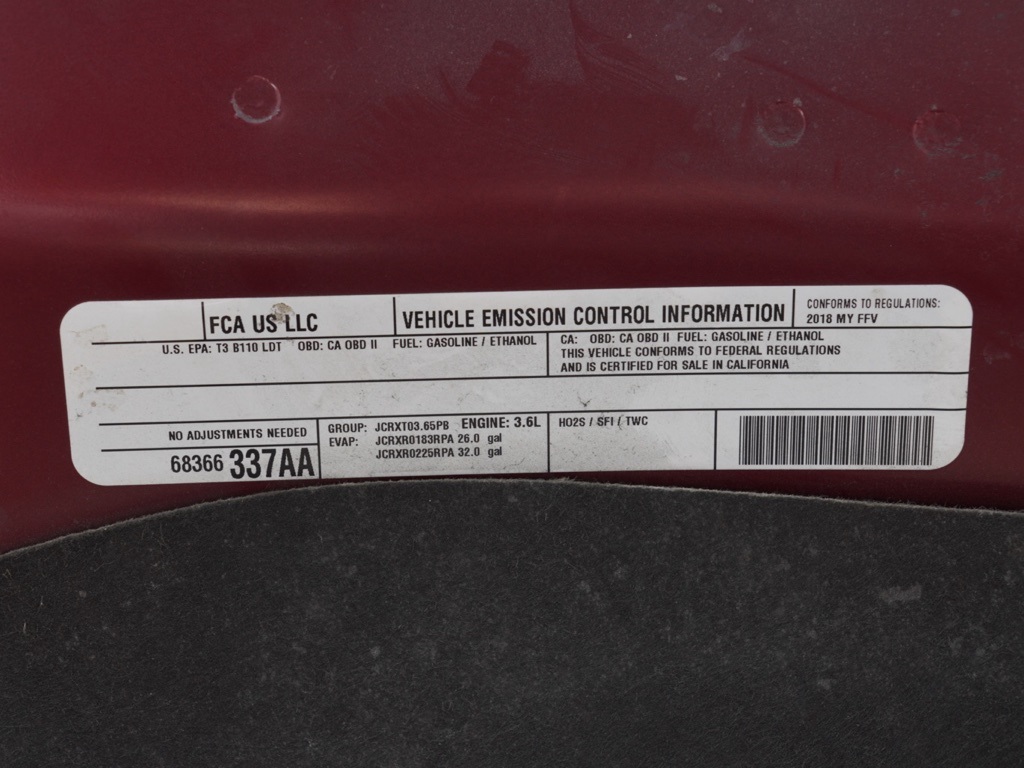 FCA US LLC
VEHICLE EMISSION CONTROL INFORMATION
CONFORMS TO REGULATIONS:
2018 MY FFV
U.S. EPA: T3 B110 LDT OBD: CA OBD II FUEL: GASOLINE / ETHANOL
CA: OBD: CA OBD II FUEL: GASOLINE / ETHANOL
THIS VEHICLE CONFORMS TO FEDERAL REGULATIONS
AND IS CERTIFIED FOR SALE IN CALIFORNIA
NO ADJUSTMENTS NEEDED
68366 337AA
GROUP: JCRXT03.65PB ENGINE: 3.6L
EVAP: JCRXR0183RPA 26.0 gal
JCRXR0225RPA 32.0 gal
HO2S / SFI / TWC